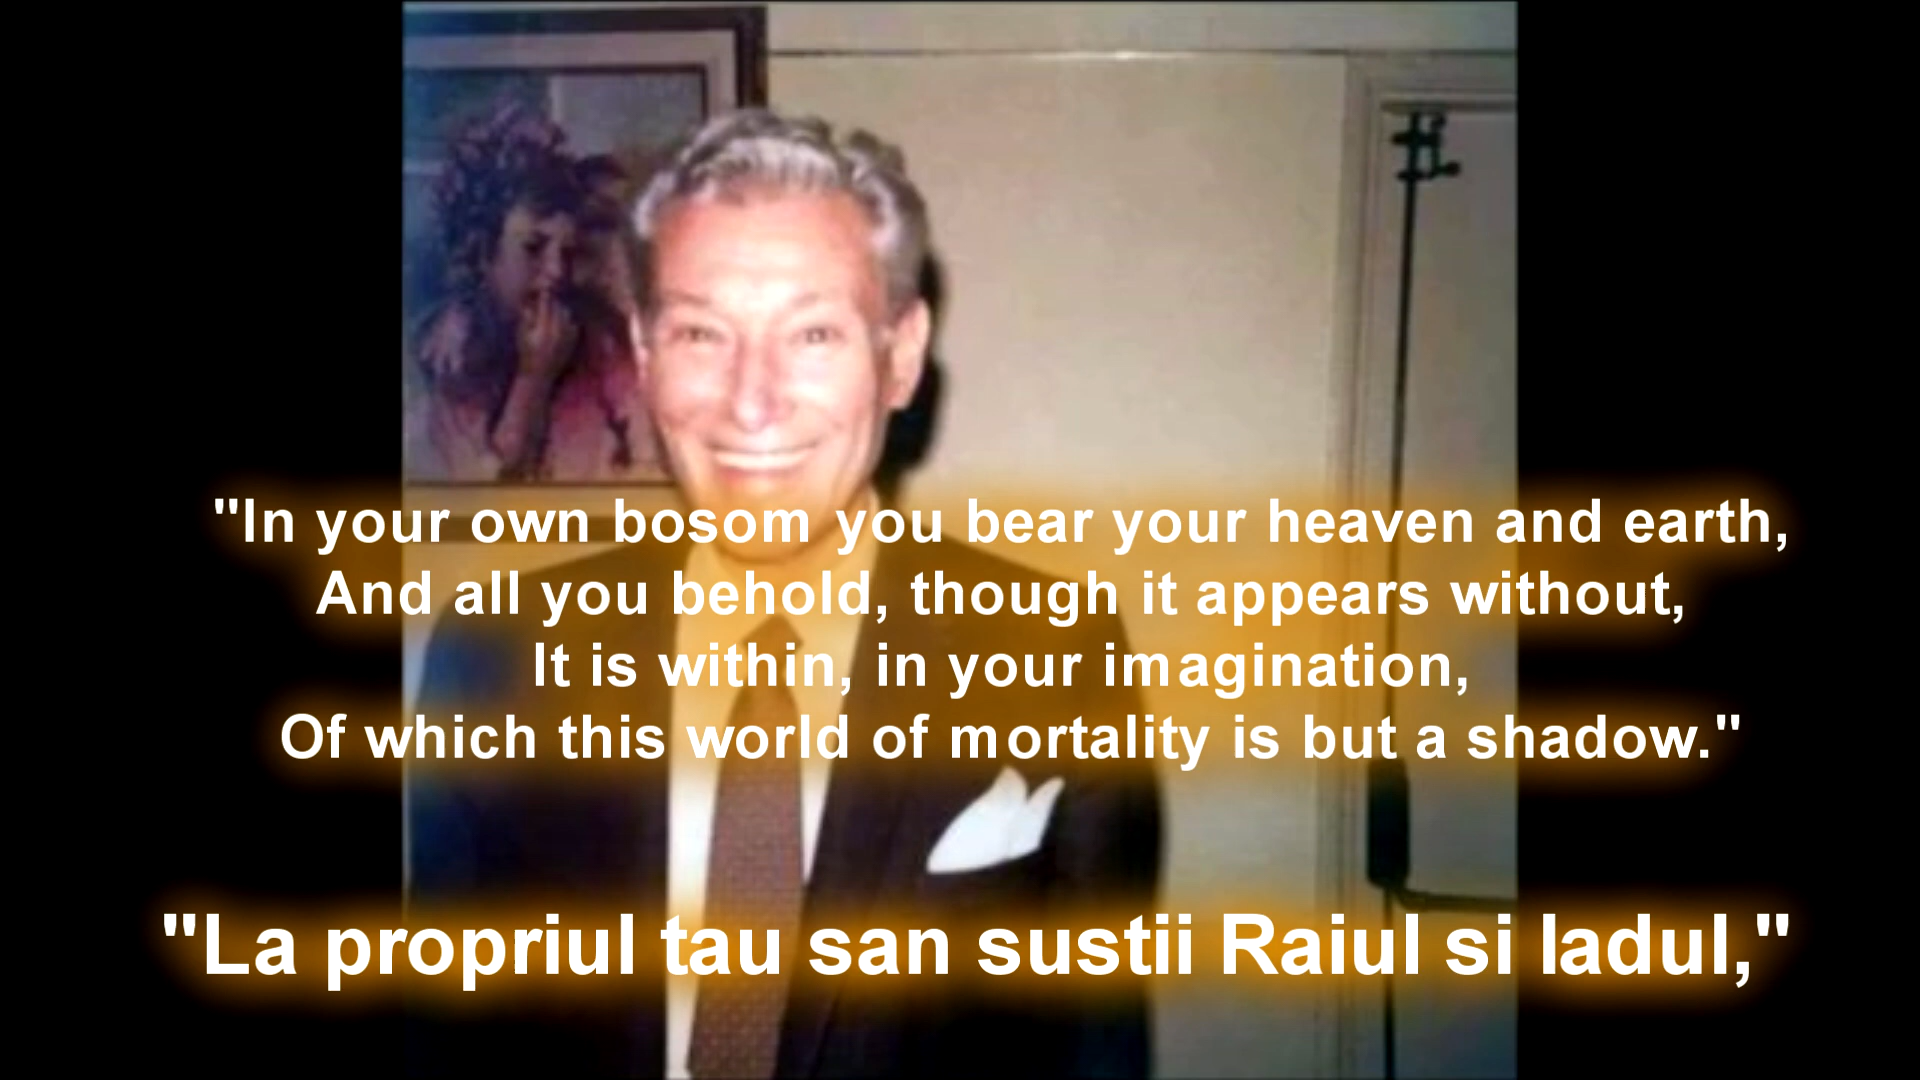 "In your own bosom you bear your heaven and earth,
And all you behold, though it appears without,
It is within, in your imagination,
Of which this world of mortality is but a shadow."
"La propriul tau san sustii Raiul si Iadul,"